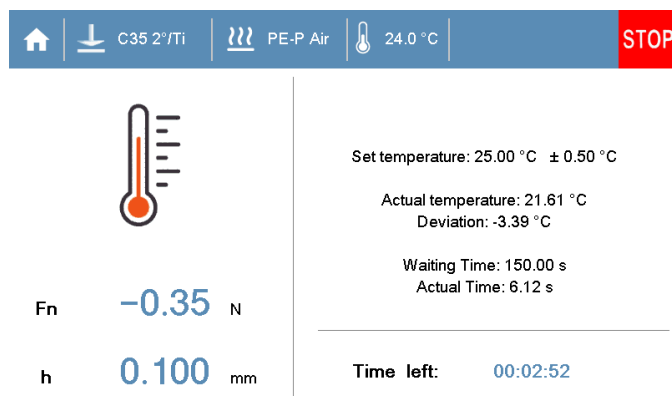 C35 2°/Ti PE-P Air 24.0 °C STOP
Set temperature: 25.00 °C ± 0.50 °C
Actual temperature: 21.61 °C
Deviation: -3.39 °C
Waiting Time: 150.00 s
Actual Time: 6.12 s
Fn -0.35 N
h 0.100 mm
Time left: 00:02:52